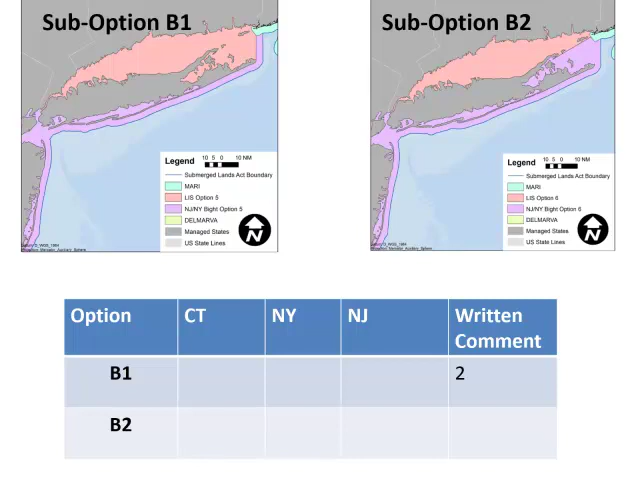 Sub-Option B1
Legend
10 5 0 10 NM
Submerged Lands Act Boundary
MARI
LIS Option 5
NJ/NY Bight Option 5
DELMARVA
Managed States
US State Lines
Sub-Option B2
Legend
10 5 0 10 NM
Submerged Lands Act Boundary
MARI
LIS Option 6
NJ/NY Bight Option 6
DELMARVA
Managed States
US State Lines
Option CT NY NJ Written
Comment
B1 2
B2